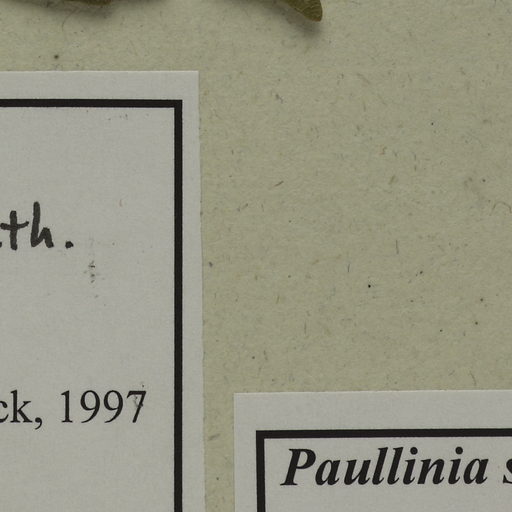 th.
ck, 1997
Paullinia s